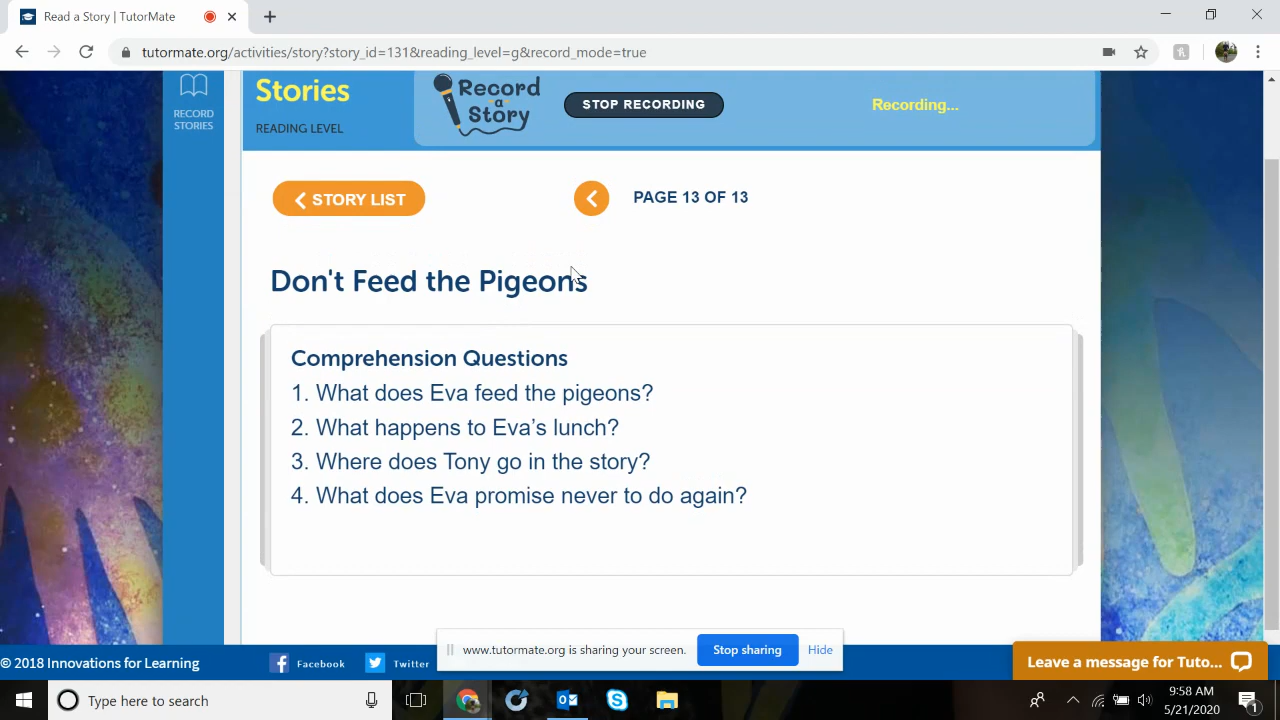 Read a Story | TutorMate
tutormate.org/activities/story?story_id=131&reading_level=g&record_mode=true
RECORD
STORIES
Stories
READING LEVEL
Record
a
Story
STOP RECORDING
Recording...
STORY LIST
PAGE 13 OF 13
Don't Feed the Pigeons
Comprehension Questions
1. What does Eva feed the pigeons?
2. What happens to Eva’s lunch?
3. Where does Tony go in the story?
4. What does Eva promise never to do again?
www.tutormate.org is sharing your screen.
Stop sharing
Hide
© 2018 Innovations for Learning
Facebook
Twitter
Leave a message for Tuto...
Type here to search
9:58 AM
5/21/2020
1